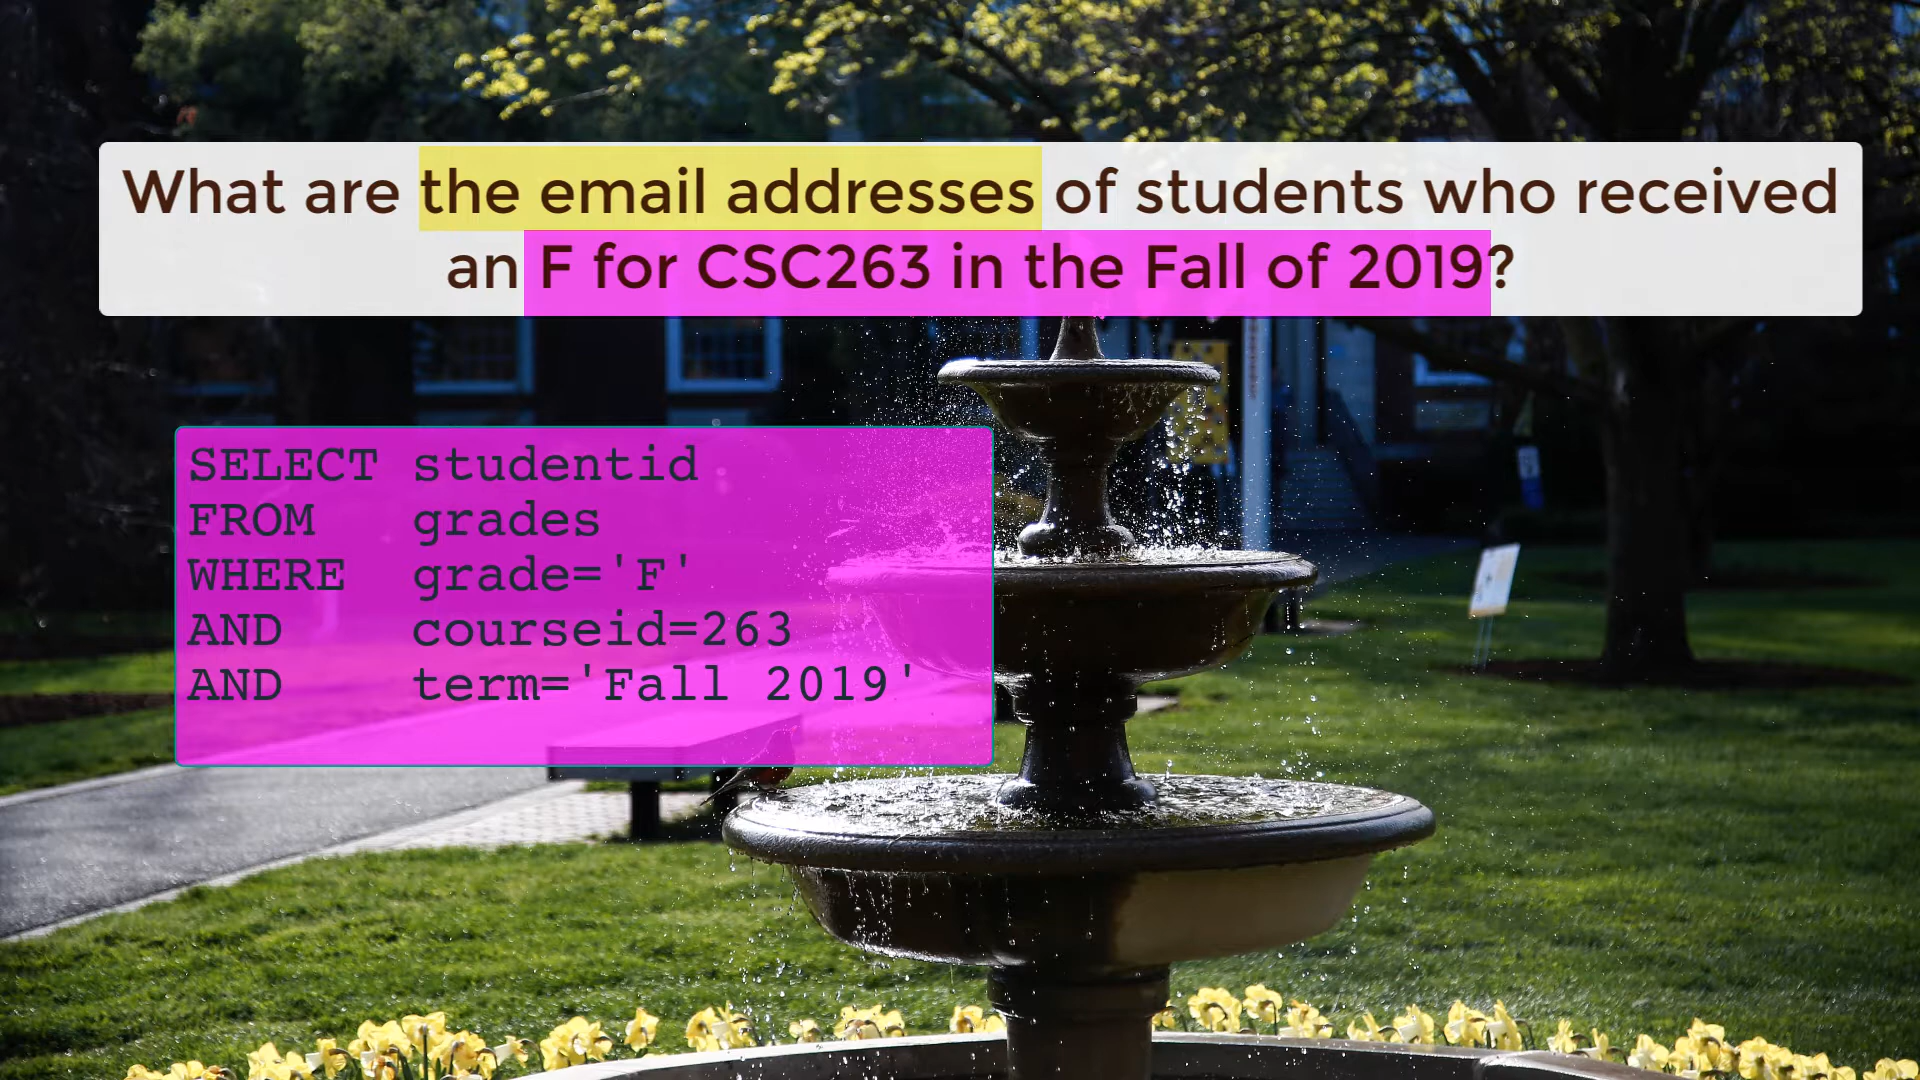 What are the email addresses of students who received
an F for CSC263 in the Fall of 2019?
SELECT studentid
FROM grades
WHERE grade='F'
AND courseid=263
AND term='Fall 2019'